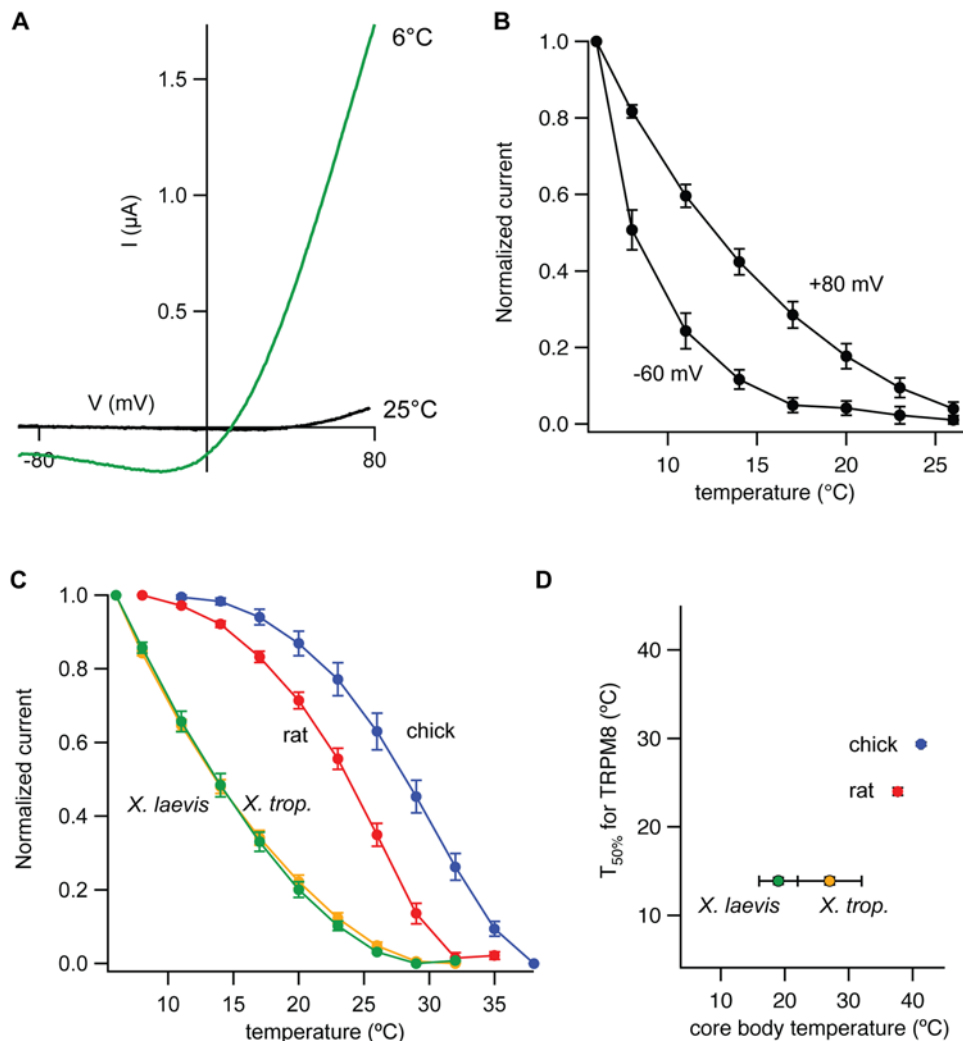 A
6°C
1.5
1.0
I (µA)
0.5
V (mV)
25°C
-80
80
B
1.0
0.8
0.6
0.4
0.2
0.0
Normalized current
+80 mV
-60 mV
10
15
20
25
temperature (°C)
C
1.0
0.8
0.6
0.4
0.2
0.0
Normalized current
rat
chick
X. laevis
X. trop.
10
15
20
25
30
35
temperature (ºC)
D
40
30
20
10
T50% for TRPM8 (ºC)
chick
rat
X. laevis
X. trop.
10
20
30
40
core body temperature (ºC)